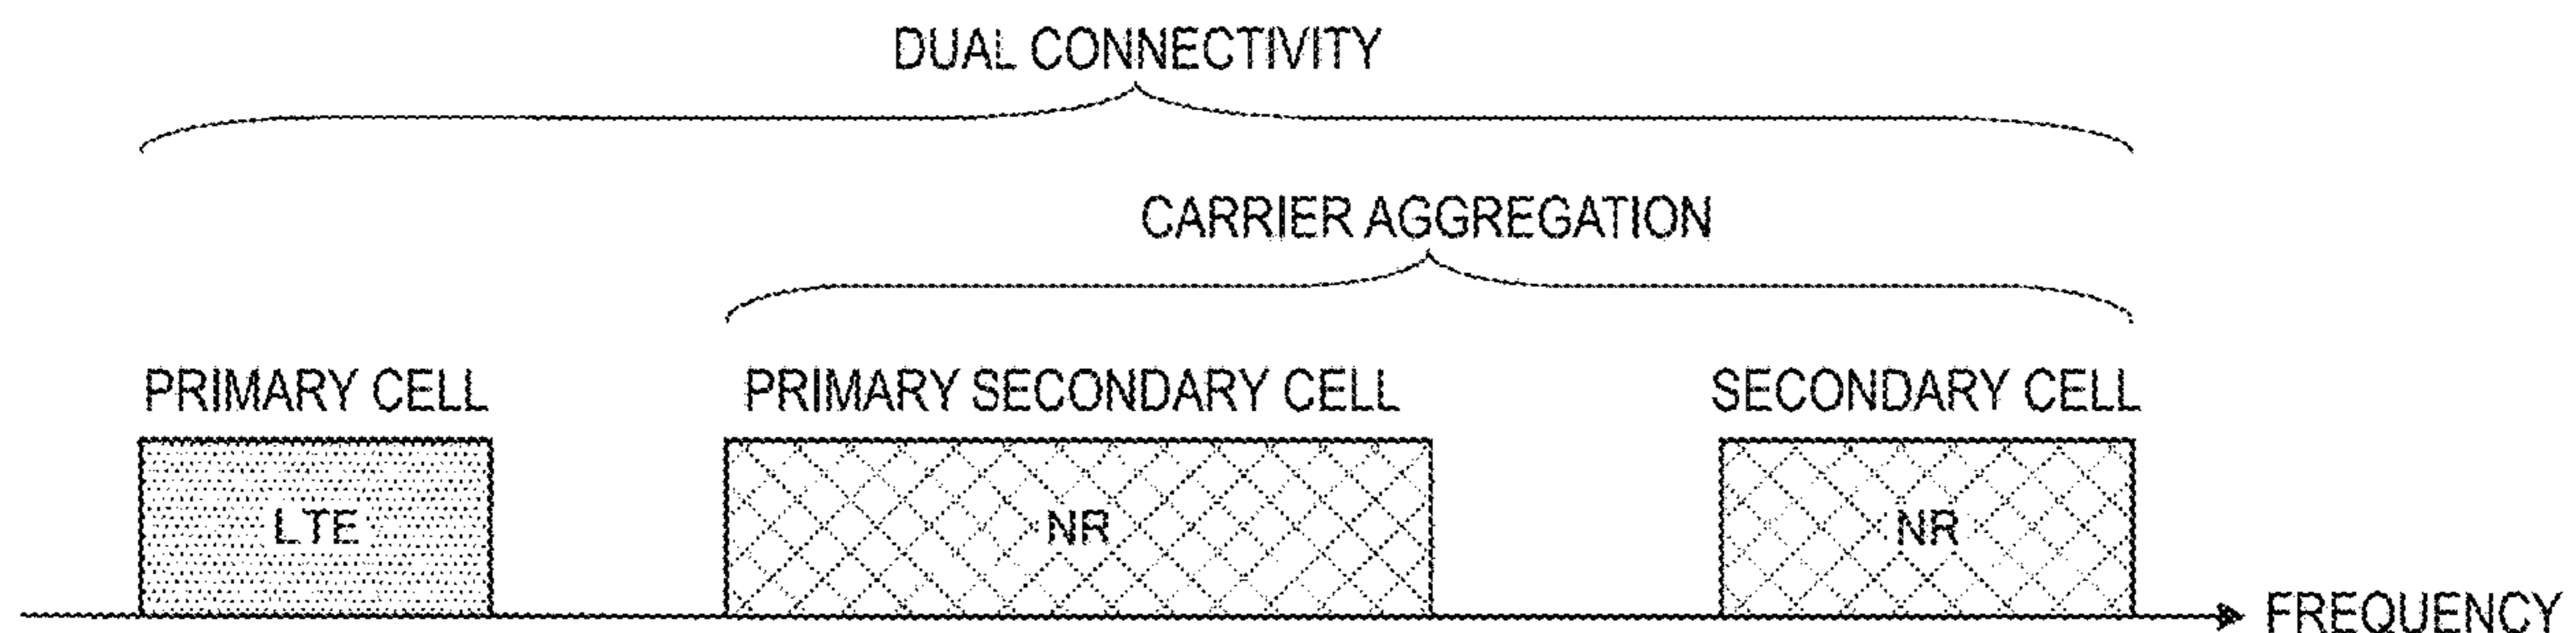 DUAL CONNECTIVITY
CARRIER AGGREGATION
PRIMARY CELL
PRIMARY SECONDARY CELL
SECONDARY CELL
LTE
NR
NR
FREQUENCY